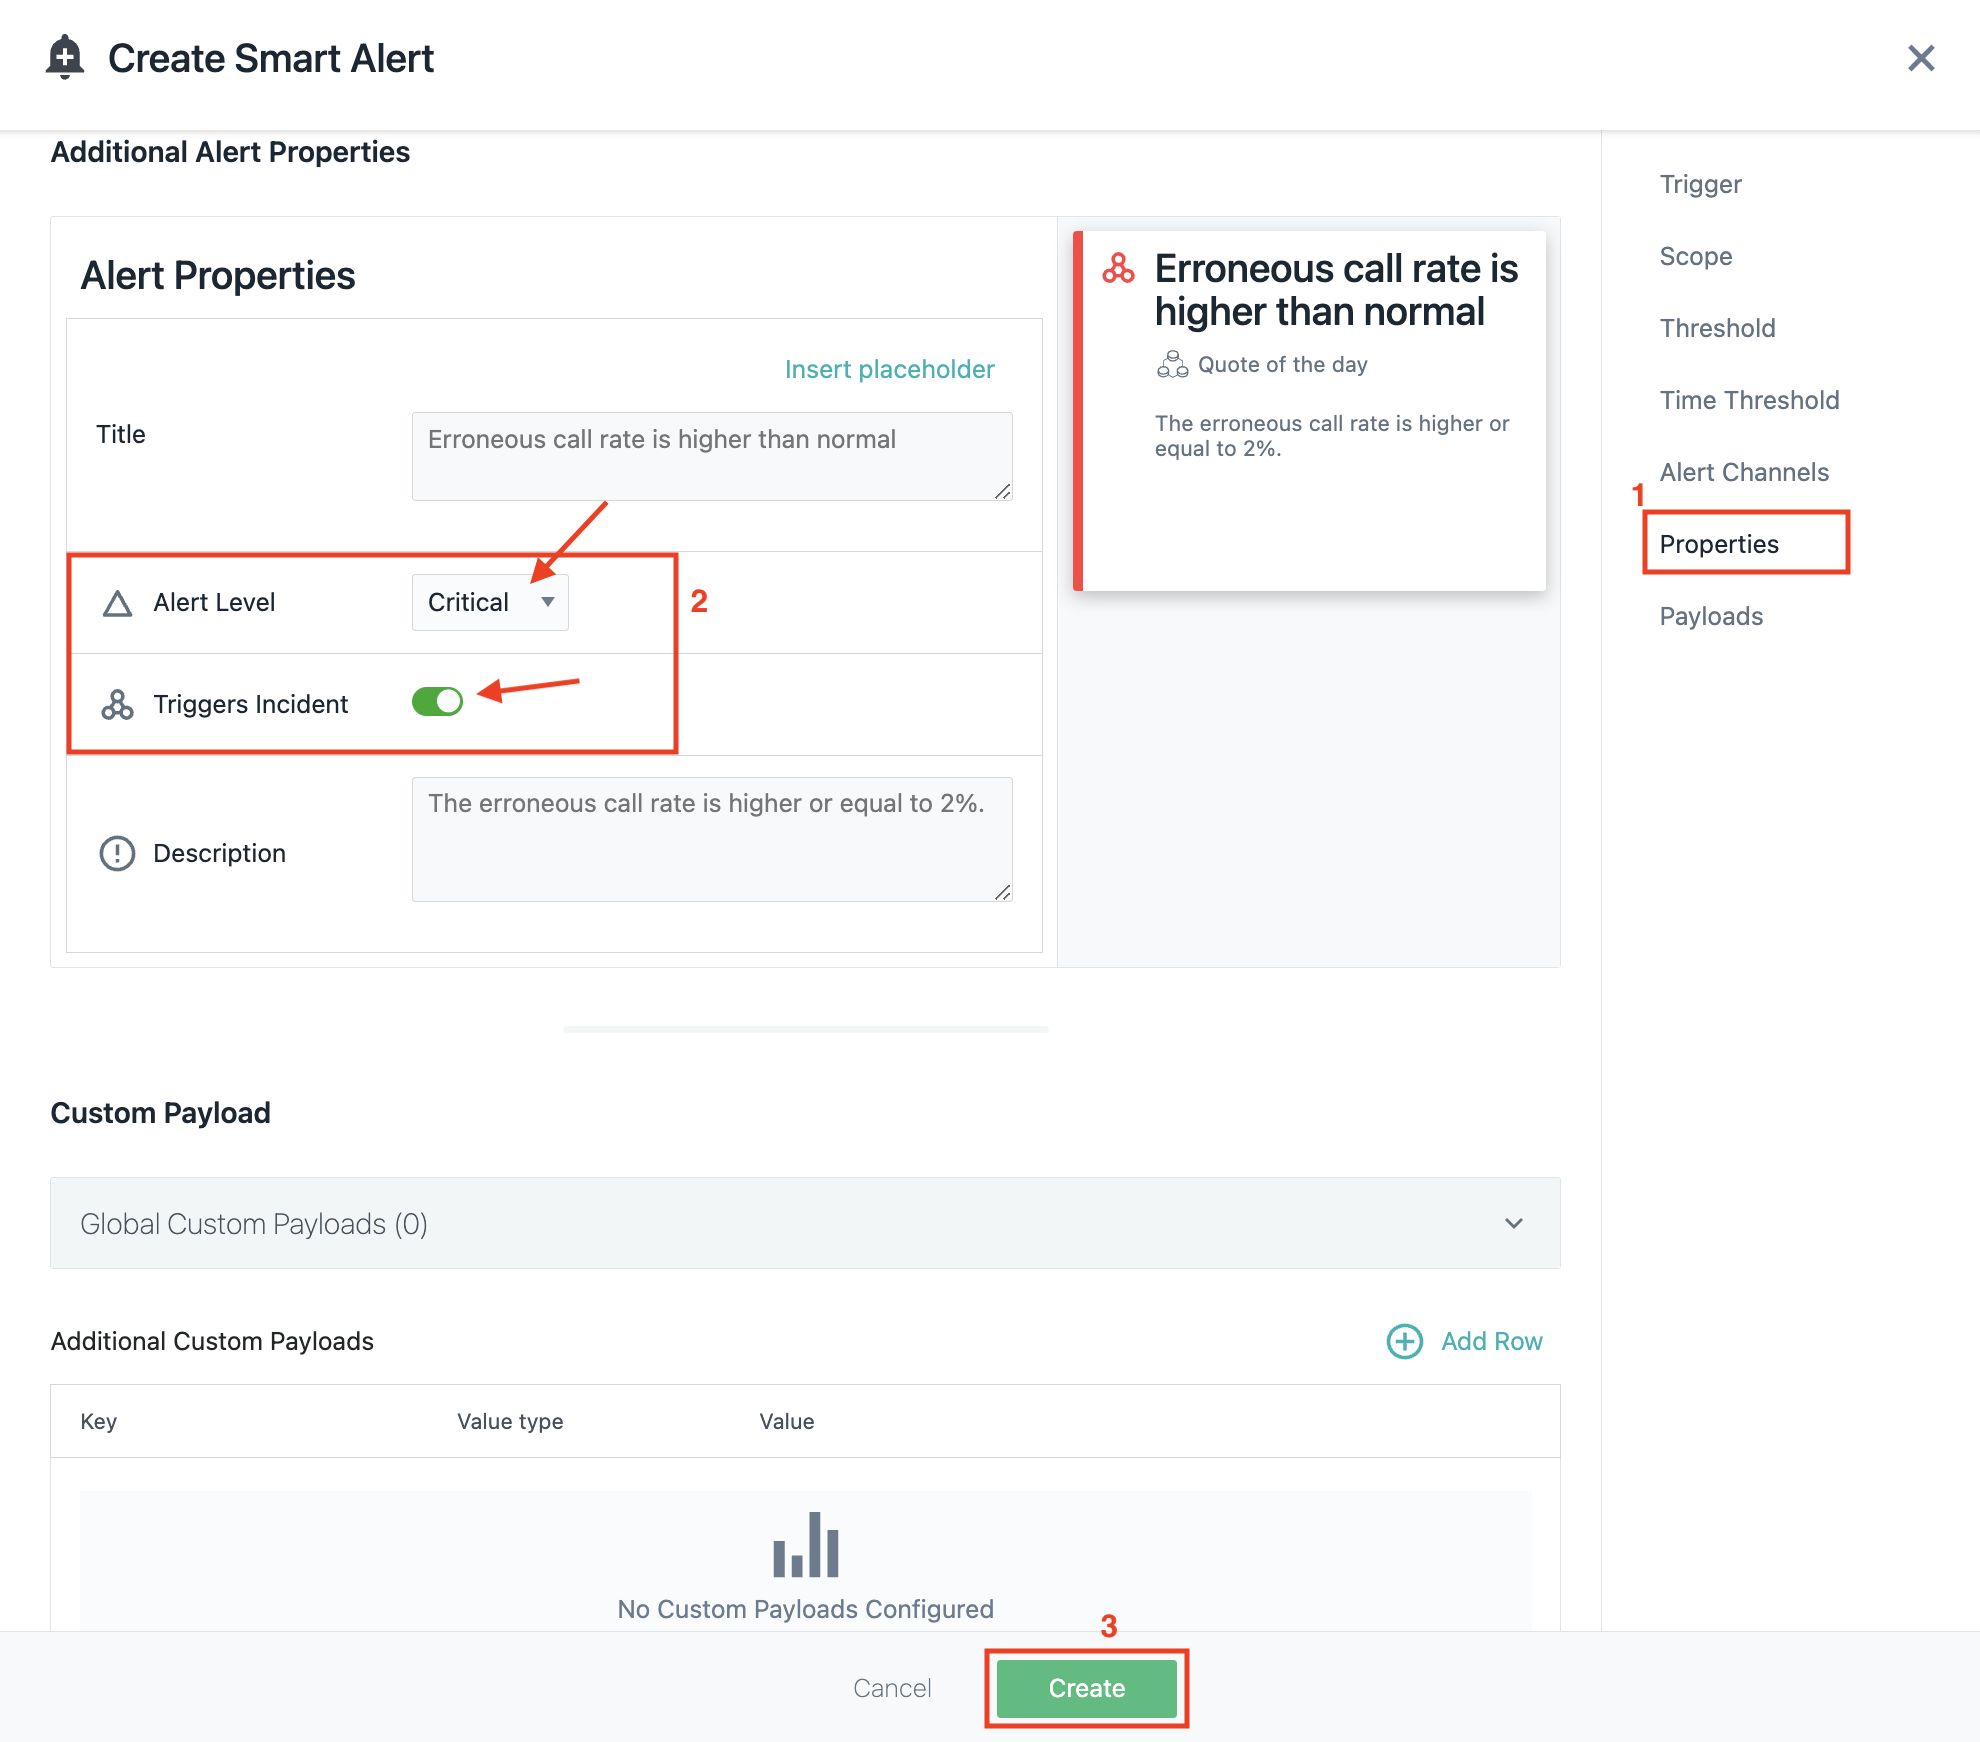 Create Smart Alert
Additional Alert Properties
Alert Properties
Insert placeholder
Title
Erroneous call rate is higher than normal
Alert Level
Critical
2
Triggers Incident
Description
The erroneous call rate is higher or equal to 2%.
Erroneous call rate is
higher than normal
Quote of the day
The erroneous call rate is higher or
equal to 2%.
Trigger
Scope
Threshold
Time Threshold
Alert Channels
1
Properties
Payloads
Custom Payload
Global Custom Payloads (0)
Additional Custom Payloads
Add Row
Key
Value type
Value
No Custom Payloads Configured
3
Cancel
Create